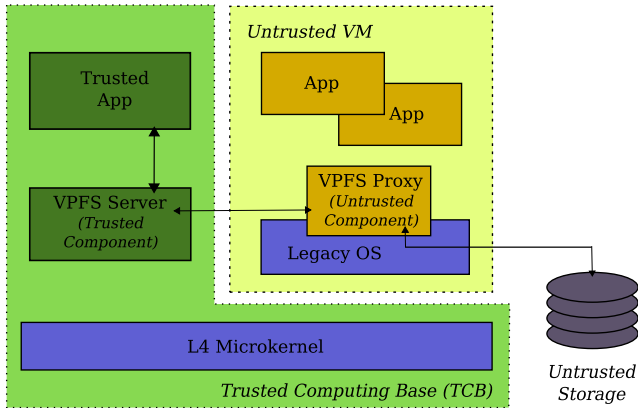 Untrusted VM
Trusted
App
App
App
VPFS Server
(Trusted
Component)
VPFS Proxy
(Untrusted
Component)
Legacy OS
L4 Microkernel
Trusted Computing Base (TCB)
Untrusted
Storage